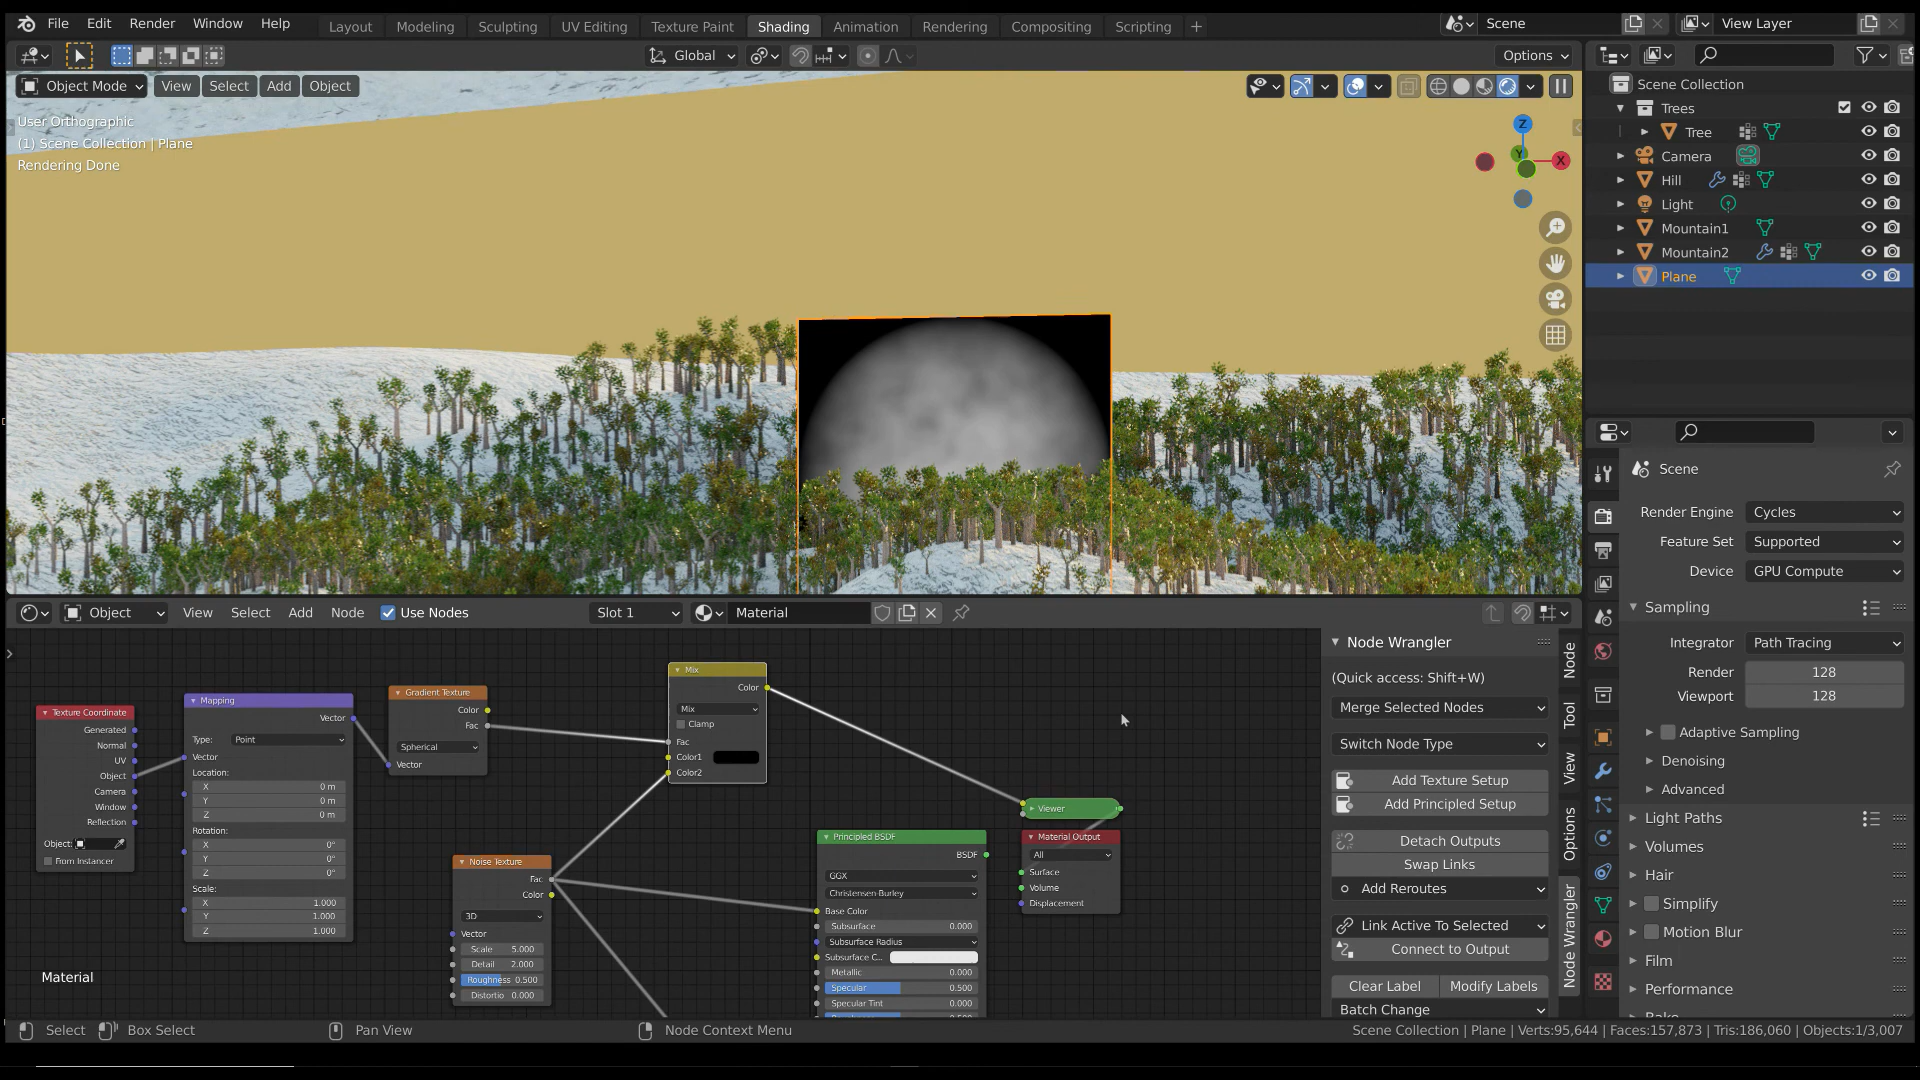 File Edit Render Window Help Layout Modeling Sculpting UV Editing Texture Paint Shading Animation Rendering Compositing Scripting + Scene View Layer
Global Options
Object Mode View Select Add Object
User Orthographic
(1) Scene Collection | Plane
Rendering Done
Z
Y
X
Scene Collection
Trees
Tree
Camera
Hill
Light
Mountain1
Mountain2
Plane
Scene
Render Engine Cycles
Feature Set Supported
Device GPU Compute
Sampling
Integrator Path Tracing
Render 128
Viewport 128
Adaptive Sampling
Denoising
Advanced
Light Paths
Volumes
Hair
Simplify
Motion Blur
Film
Performance
Object View Select Add Node Use Nodes Slot 1 Material
Texture Coordinate
Generated
Normal
UV
Object
Camera
Window
Reflection
Object:
From Instancer
Mapping
Vector
Type: Point
Vector
Location:
X 0 m
Y 0 m
Z 0 m
Rotation:
X 0°
Y 0°
Z 0°
Scale:
X 1.000
Y 1.000
Z 1.000
Gradient Texture
Color
Fac
Spherical
Vector
Noise Texture
Fac
Color
3D
Vector
Scale 5.000
Detail 2.000
Roughness 0.500
Distortio 0.000
Mix
Color
Mix
Clamp
Fac
Color1
Color2
Principled BSDF
BSDF
GGX
Christensen-Burley
Base Color
Subsurface 0.000
Subsurface Radius
Subsurface C...
Metallic 0.000
Specular 0.500
Specular Tint 0.000
Viewer
Material Output
All
Surface
Volume
Displacement
Node Wrangler
(Quick access: Shift+W)
Merge Selected Nodes
Switch Node Type
Add Texture Setup
Add Principled Setup
Detach Outputs
Swap Links
Add Reroutes
Link Active To Selected
Connect to Output
Clear Label Modify Labels
Batch Change
Node
Tool
View
Options
Node Wrangler
Material
Select Box Select Pan View Node Context Menu Scene Collection | Plane | Verts:95,644 | Faces:157,873 | Tris:186,060 | Objects:1/3,007